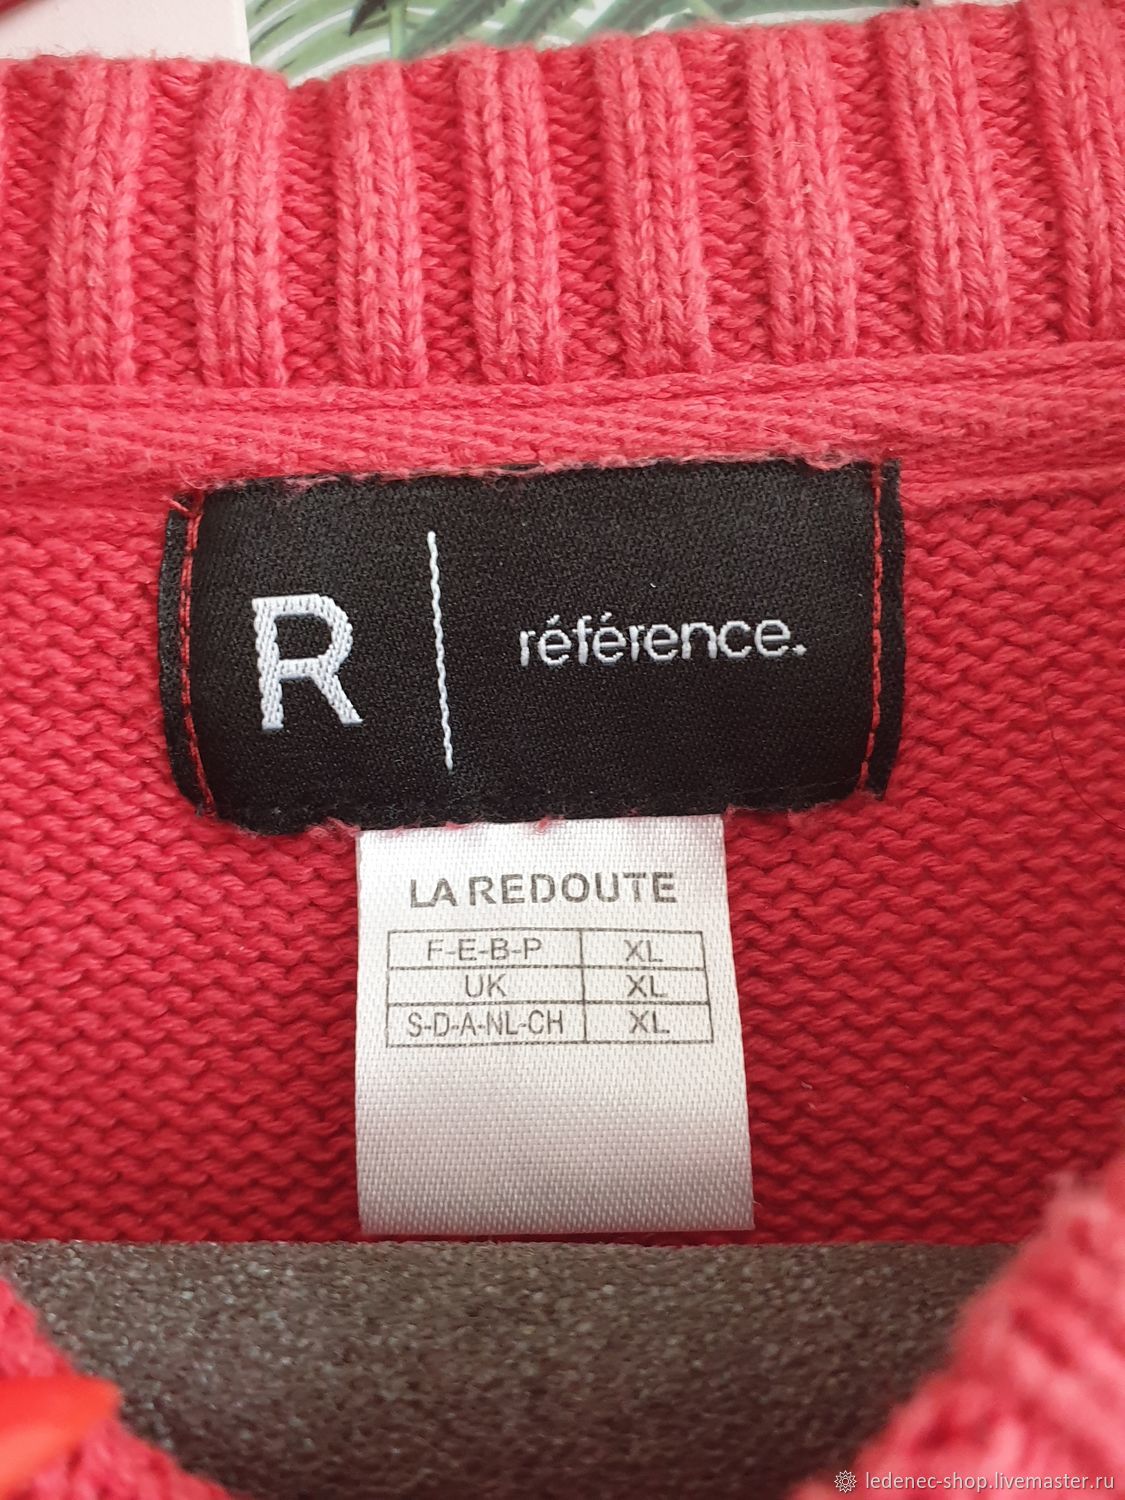 R
référence.
LA REDOUTE
F-E-B-P XL
UK XL
S-D-A-NL-CH XL
ledenec-shop.livemaster.ru